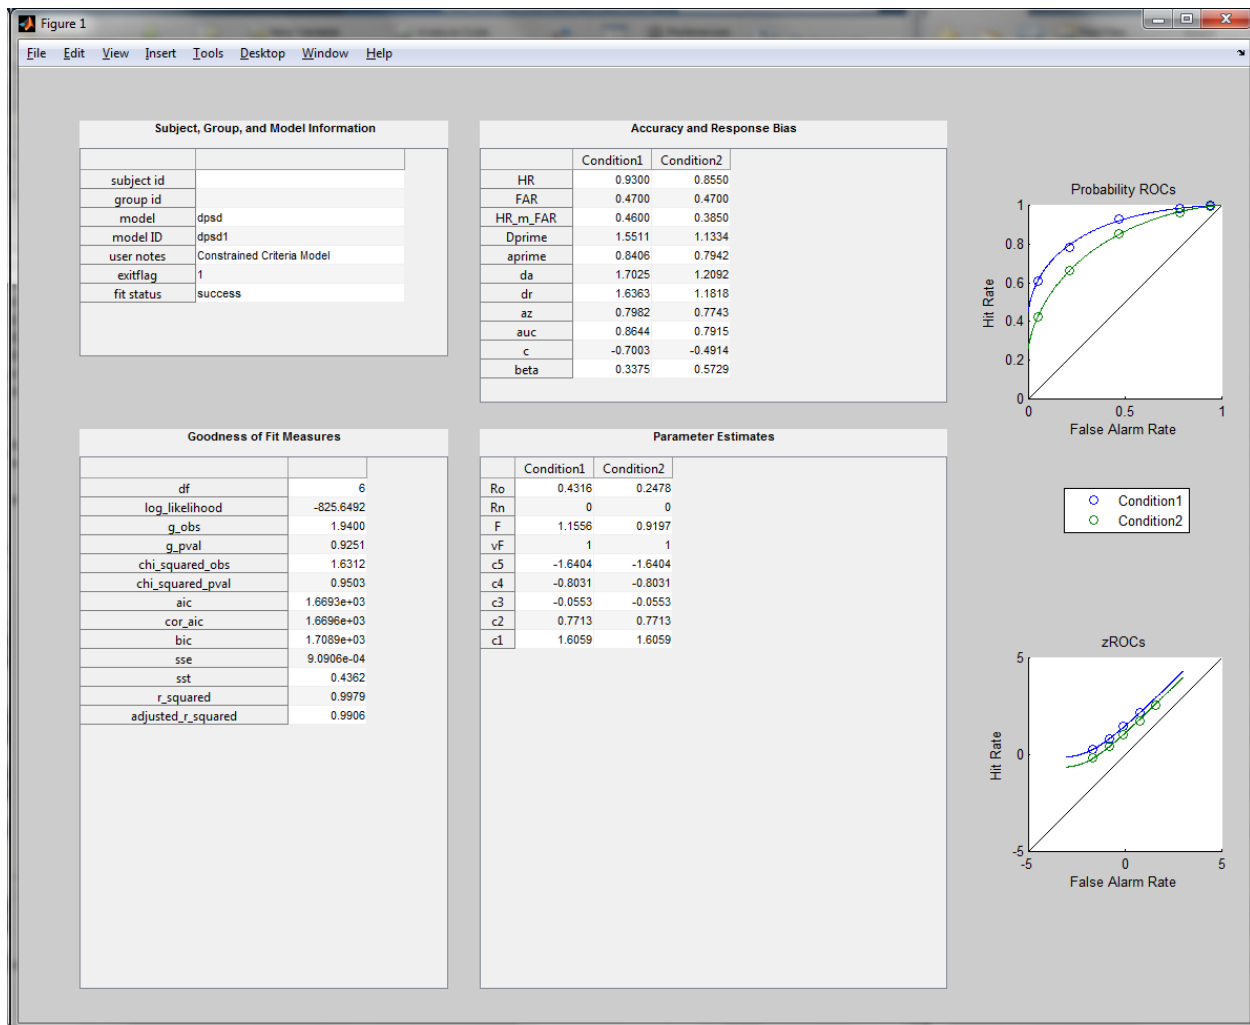 Figure 1
File Edit View Insert Tools Desktop Window Help
Subject, Group, and Model Information
subject id
group id
model dpsd
model ID dpsd1
user notes Constrained Criteria Model
exitflag 1
fit status success
Accuracy and Response Bias
Condition1 Condition2
HR 0.9300 0.8550
FAR 0.4700 0.4700
HR_m_FAR 0.4600 0.3850
Dprime 1.5511 1.1334
aprime 0.8406 0.7942
da 1.7025 1.2092
dr 1.6363 1.1818
az 0.7982 0.7743
auc 0.8644 0.7915
c -0.7003 -0.4914
beta 0.3375 0.5729
Probability ROCs
1
0.8
0.6
0.4
0.2
0
Hit Rate
0 0.5 1
False Alarm Rate
Goodness of Fit Measures
df 6
log_likelihood -825.6492
g_obs 1.9400
g_pval 0.9251
chi_squared_obs 1.6312
chi_squared_pval 0.9503
aic 1.6693e+03
cor_aic 1.6696e+03
bic 1.7089e+03
sse 9.0906e-04
sst 0.4362
r_squared 0.9979
adjusted_r_squared 0.9906
Parameter Estimates
Condition1 Condition2
Ro 0.4316 0.2478
Rn 0 0
F 1.1556 0.9197
vF 1 1
c5 -1.6404 -1.6404
c4 -0.8031 -0.8031
c3 -0.0553 -0.0553
c2 0.7713 0.7713
c1 1.6059 1.6059
Condition1
Condition2
zROCs
5
0
-5
Hit Rate
-5 0 5
False Alarm Rate